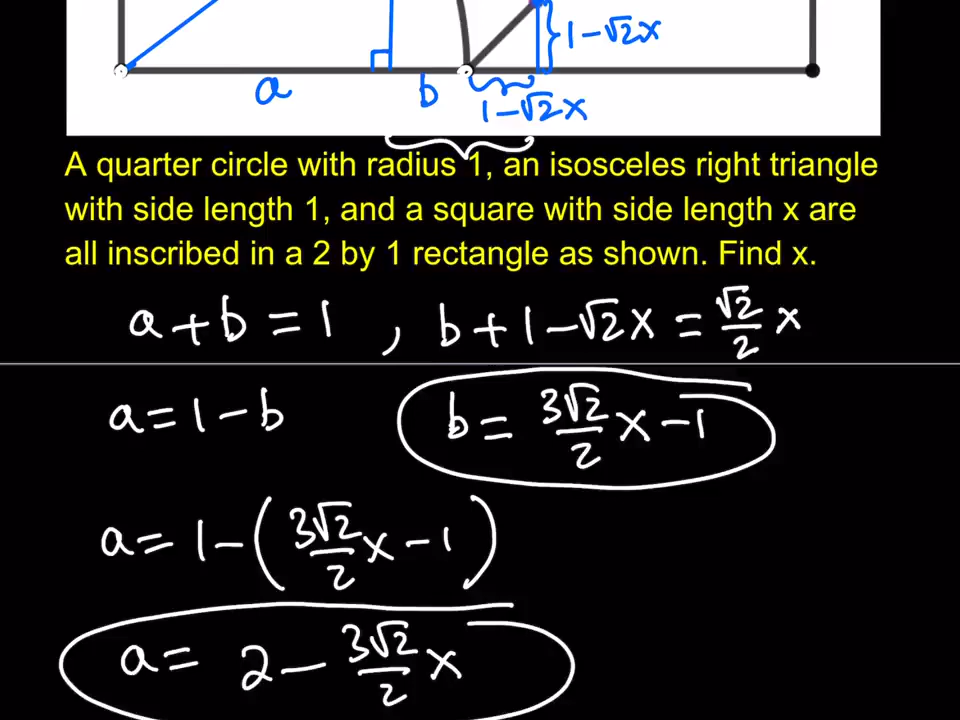 1-√2x
a
b
1-√2x
A quarter circle with radius 1, an isosceles right triangle
with side length 1, and a square with side length x are
all inscribed in a 2 by 1 rectangle as shown. Find x.
a+b=1 , b+1-√2x=√2/2 x
a=1-b
b=3√2/2 x-1
a=1-(3√2/2 x-1)
a=2-3√2/2 x